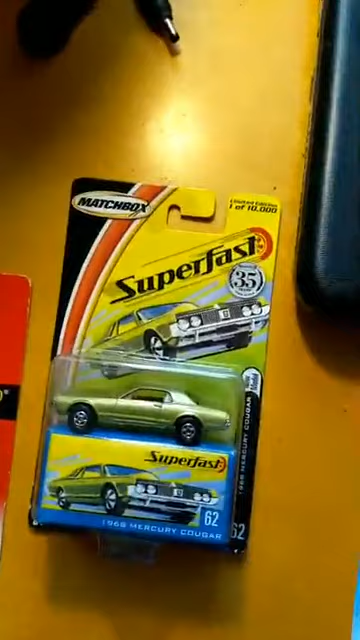 MATCHBOX
Limited Edition
1 of 10,000
Superfast
35
1968 MERCURY COUGAR
62
Superfast
62
1968 MERCURY COUGAR